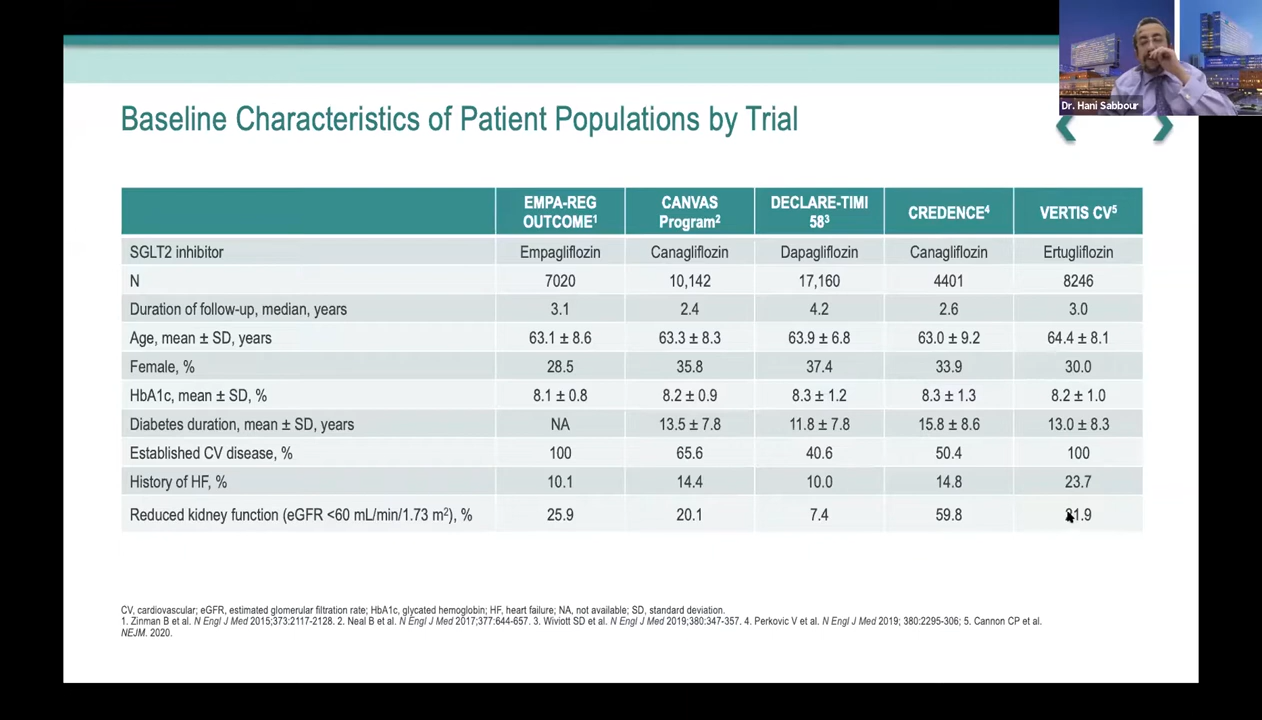 Dr. Hani Sabbour
Baseline Characteristics of Patient Populations by Trial
EMPA-REG OUTCOME¹ CANVAS Program² DECLARE-TIMI 58³ CREDENCE⁴ VERTIS CV⁵
SGLT2 inhibitor Empagliflozin Canagliflozin Dapagliflozin Canagliflozin Ertugliflozin
N 7020 10,142 17,160 4401 8246
Duration of follow-up, median, years 3.1 2.4 4.2 2.6 3.0
Age, mean ± SD, years 63.1 ± 8.6 63.3 ± 8.3 63.9 ± 6.8 63.0 ± 9.2 64.4 ± 8.1
Female, % 28.5 35.8 37.4 33.9 30.0
HbA1c, mean ± SD, % 8.1 ± 0.8 8.2 ± 0.9 8.3 ± 1.2 8.3 ± 1.3 8.2 ± 1.0
Diabetes duration, mean ± SD, years NA 13.5 ± 7.8 11.8 ± 7.8 15.8 ± 8.6 13.0 ± 8.3
Established CV disease, % 100 65.6 40.6 50.4 100
History of HF, % 10.1 14.4 10.0 14.8 23.7
Reduced kidney function (eGFR <60 mL/min/1.73 m²), % 25.9 20.1 7.4 59.8
CV, cardiovascular; eGFR, estimated glomerular filtration rate; HbA1c, glycated hemoglobin; HF, heart failure; NA, not available; SD, standard deviation.
1. Zinman B et al. N Engl J Med 2015;373:2117-2128. 2. Neal B et al. N Engl J Med 2017;377:644-657. 3. Wiviott SD et al. N Engl J Med 2019;380:347-357. 4. Perkovic V et al. N Engl J Med 2019; 380:2295-306; 5. Cannon CP et al.
NEJM. 2020.